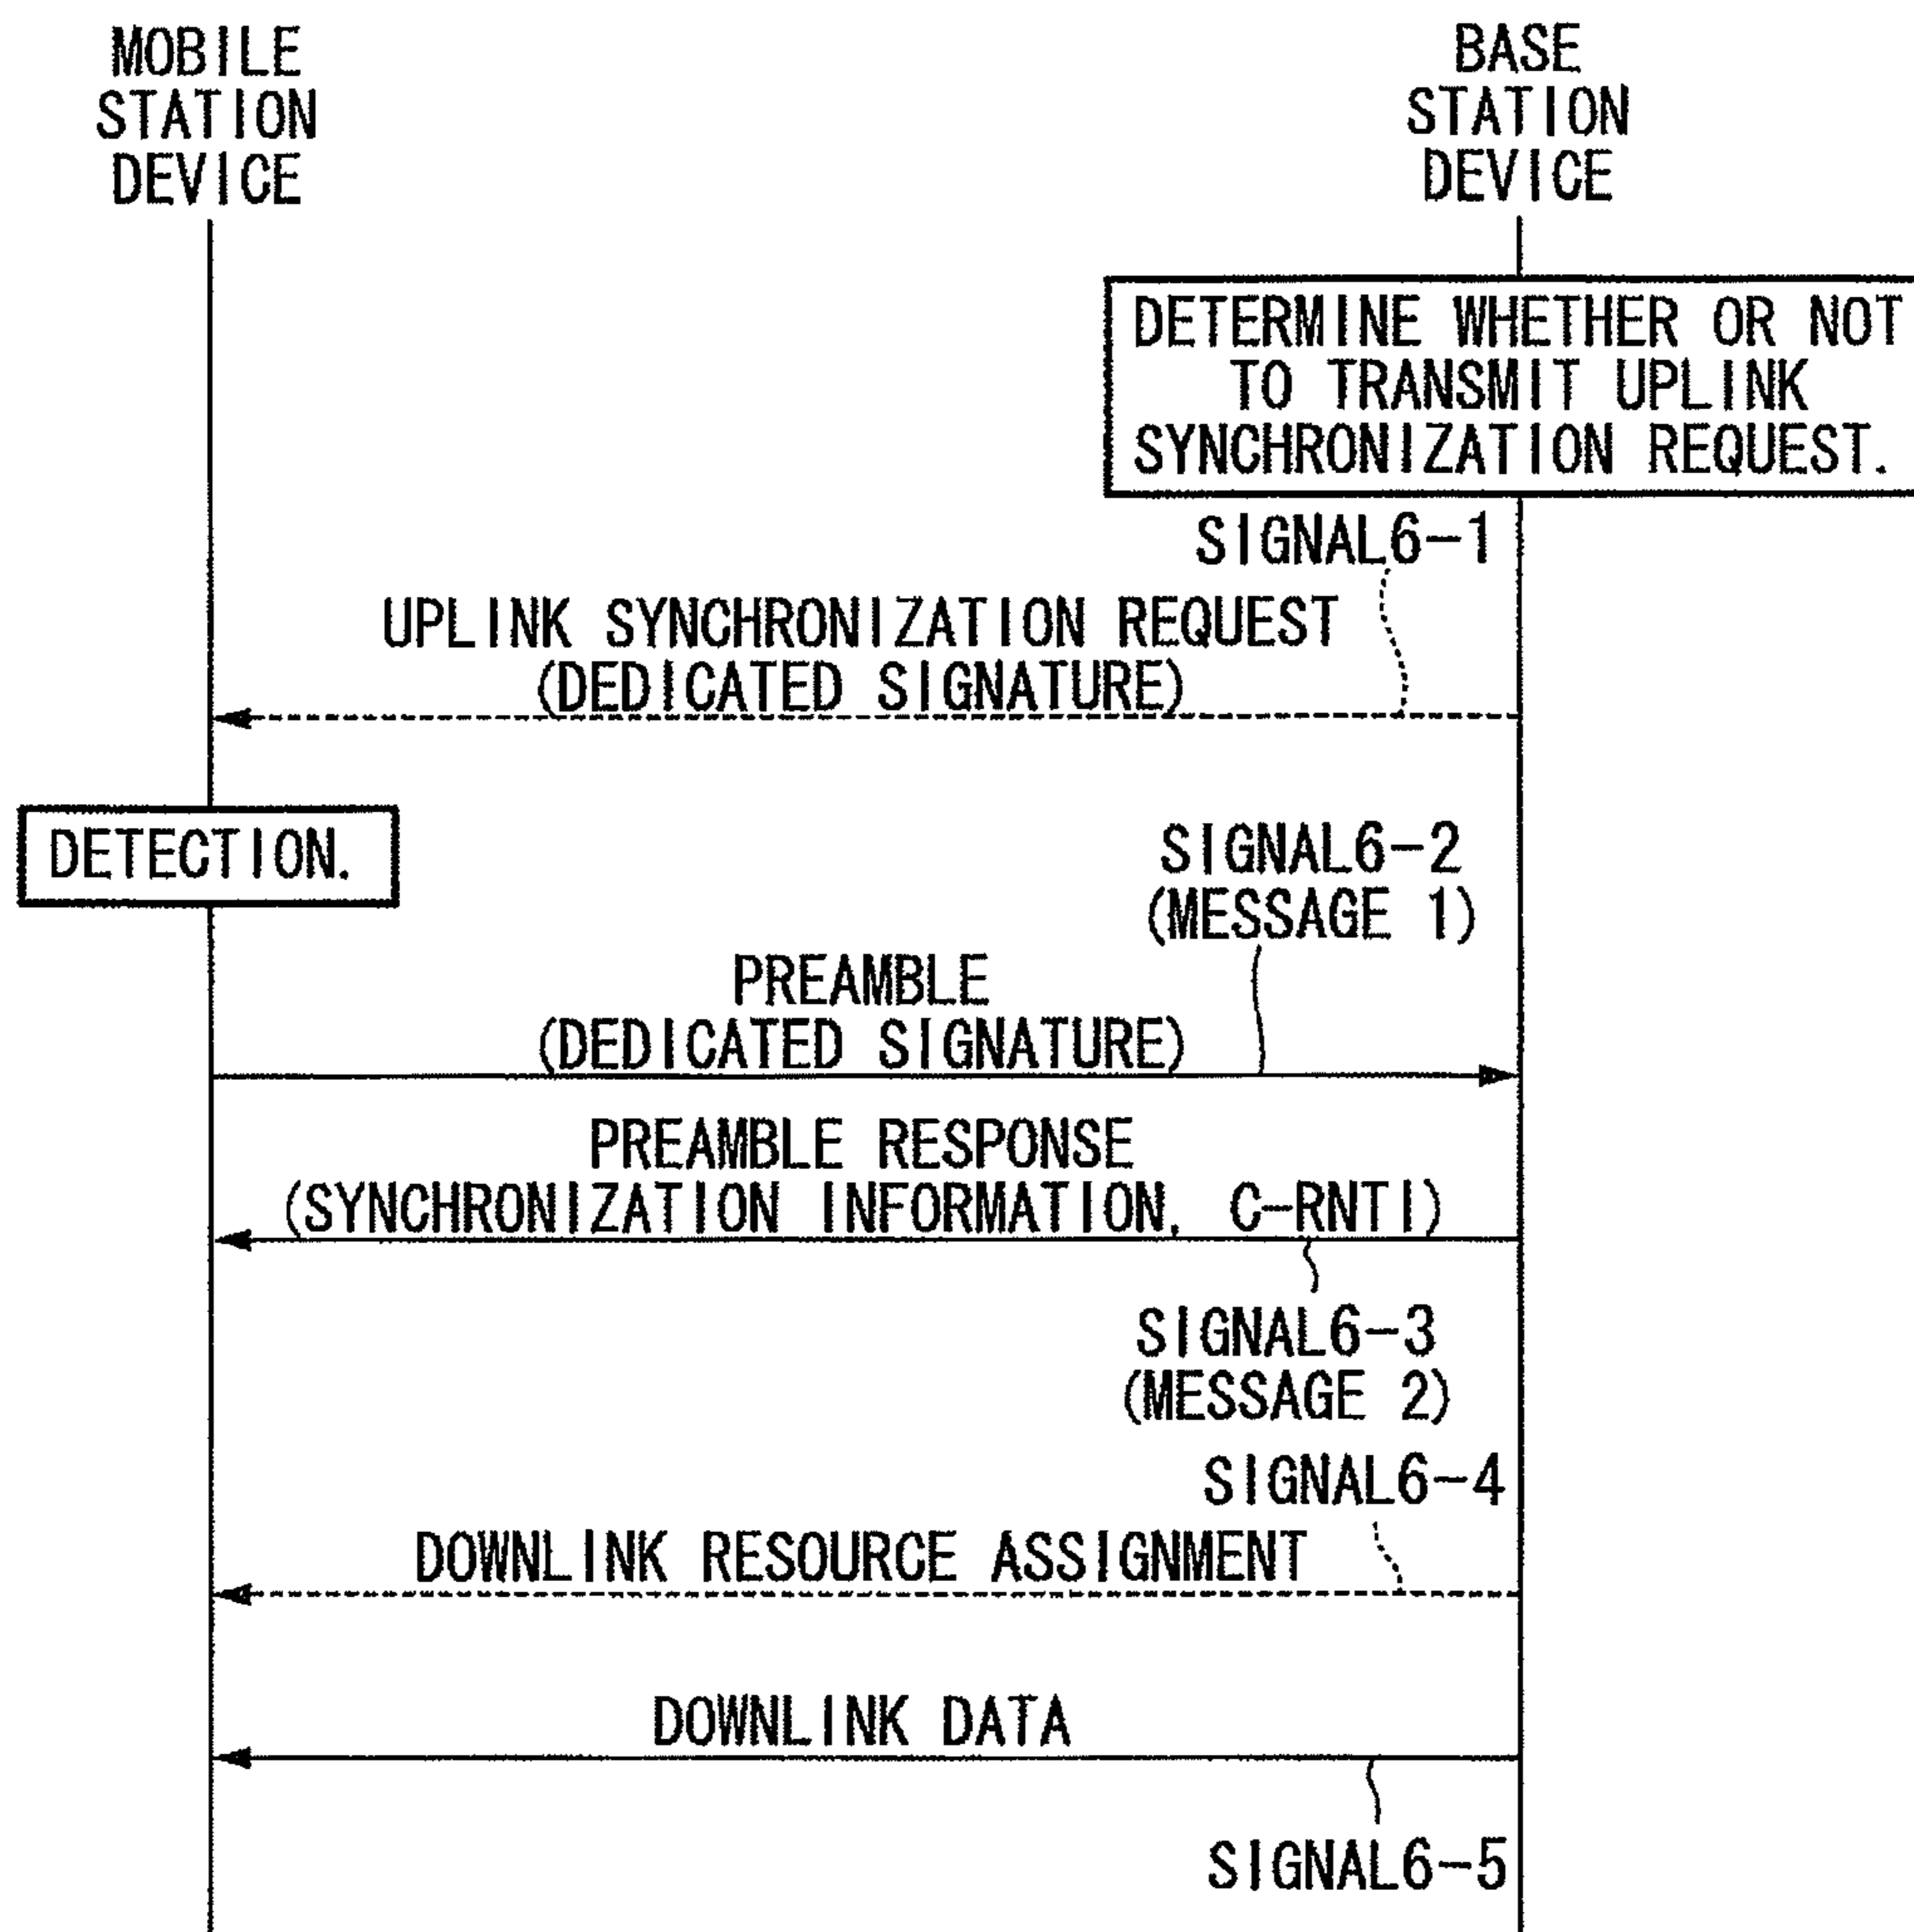 MOBILE
STATION
DEVICE
BASE
STATION
DEVICE
DETERMINE WHETHER OR NOT
TO TRANSMIT UPLINK
SYNCHRONIZATION REQUEST.
SIGNAL6-1
UPLINK SYNCHRONIZATION REQUEST
(DEDICATED SIGNATURE)
DETECTION.
SIGNAL6-2
(MESSAGE 1)
PREAMBLE
(DEDICATED SIGNATURE)
PREAMBLE RESPONSE
(SYNCHRONIZATION INFORMATION, C-RNTI)
SIGNAL6-3
(MESSAGE 2)
SIGNAL6-4
DOWNLINK RESOURCE ASSIGNMENT
DOWNLINK DATA
SIGNAL6-5